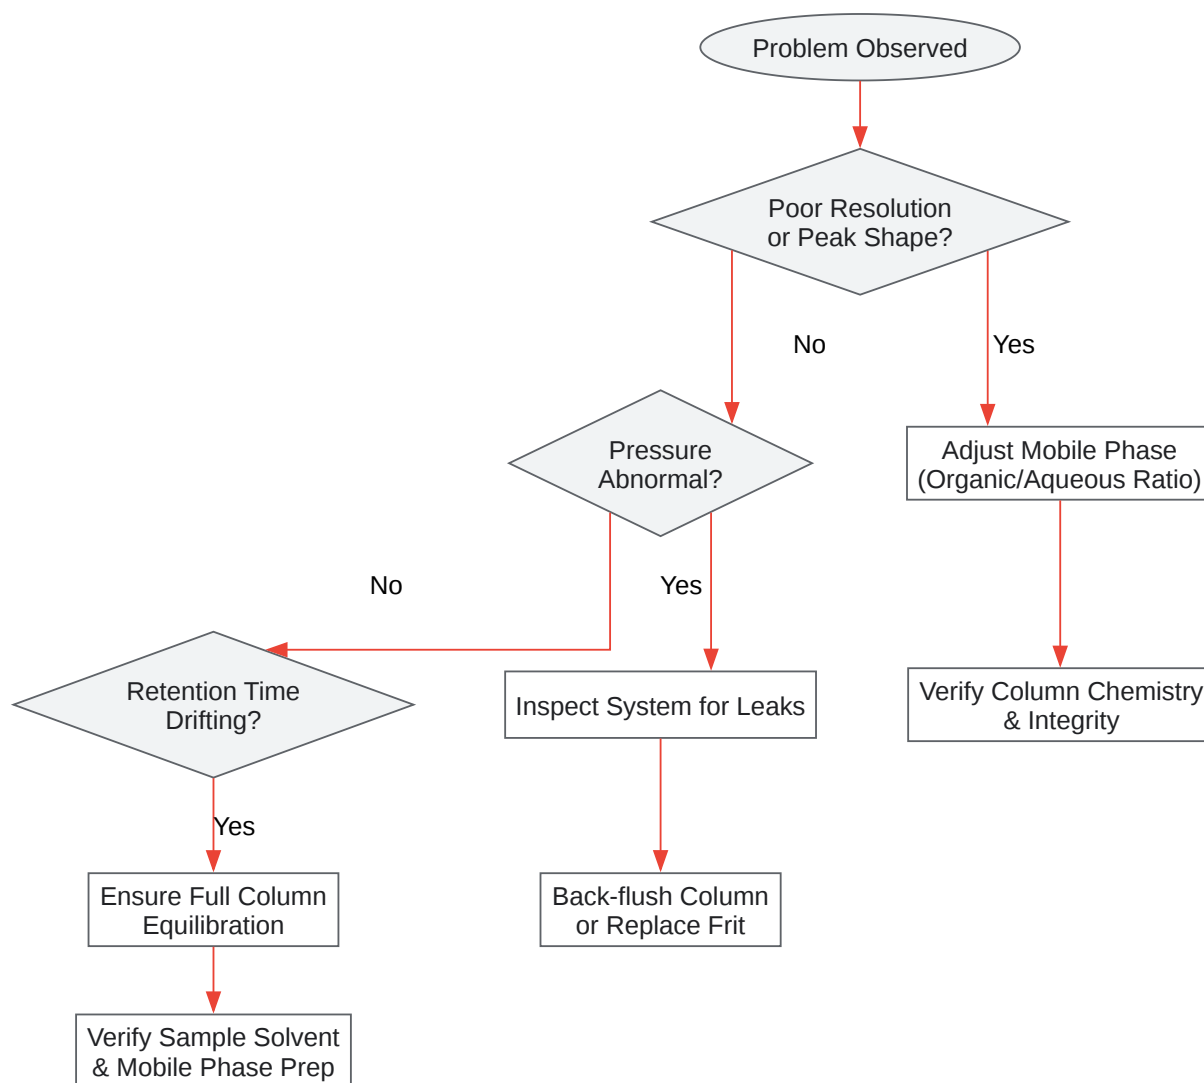 Problem Observed
Poor Resolution
or Peak Shape?
No
Yes
Pressure
Abnormal?
Adjust Mobile Phase
(Organic/Aqueous Ratio)
No
Yes
Retention Time
Drifting?
Inspect System for Leaks
Verify Column Chemistry
& Integrity
Yes
Ensure Full Column
Equilibration
Back-flush Column
or Replace Frit
Verify Sample Solvent
& Mobile Phase Prep